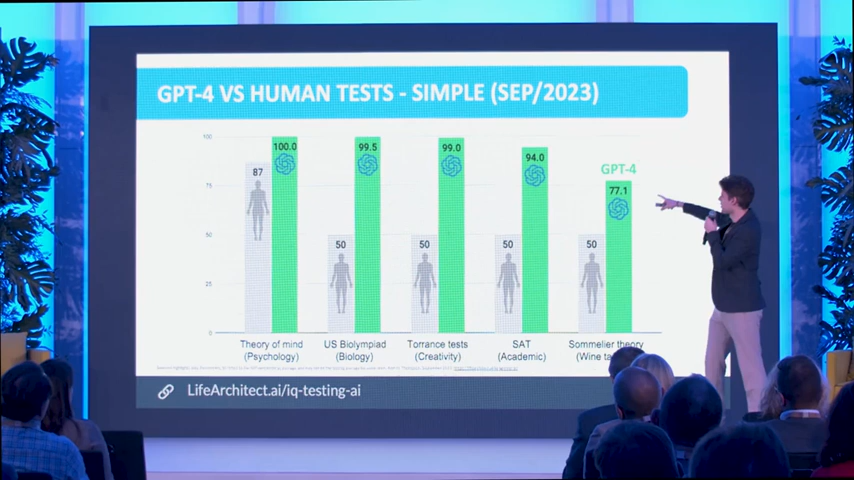 GPT-4 VS HUMAN TESTS - SIMPLE (SEP/2023)
100
75
50
25
0
87
100.0
50
99.5
50
99.0
50
94.0
50
GPT-4
77.1
Theory of mind
(Psychology)
US Biolympiad
(Biology)
Torrance tests
(Creativity)
SAT
(Academic)
Sommelier theory
(Wine
LifeArchitect.ai/iq-testing-ai